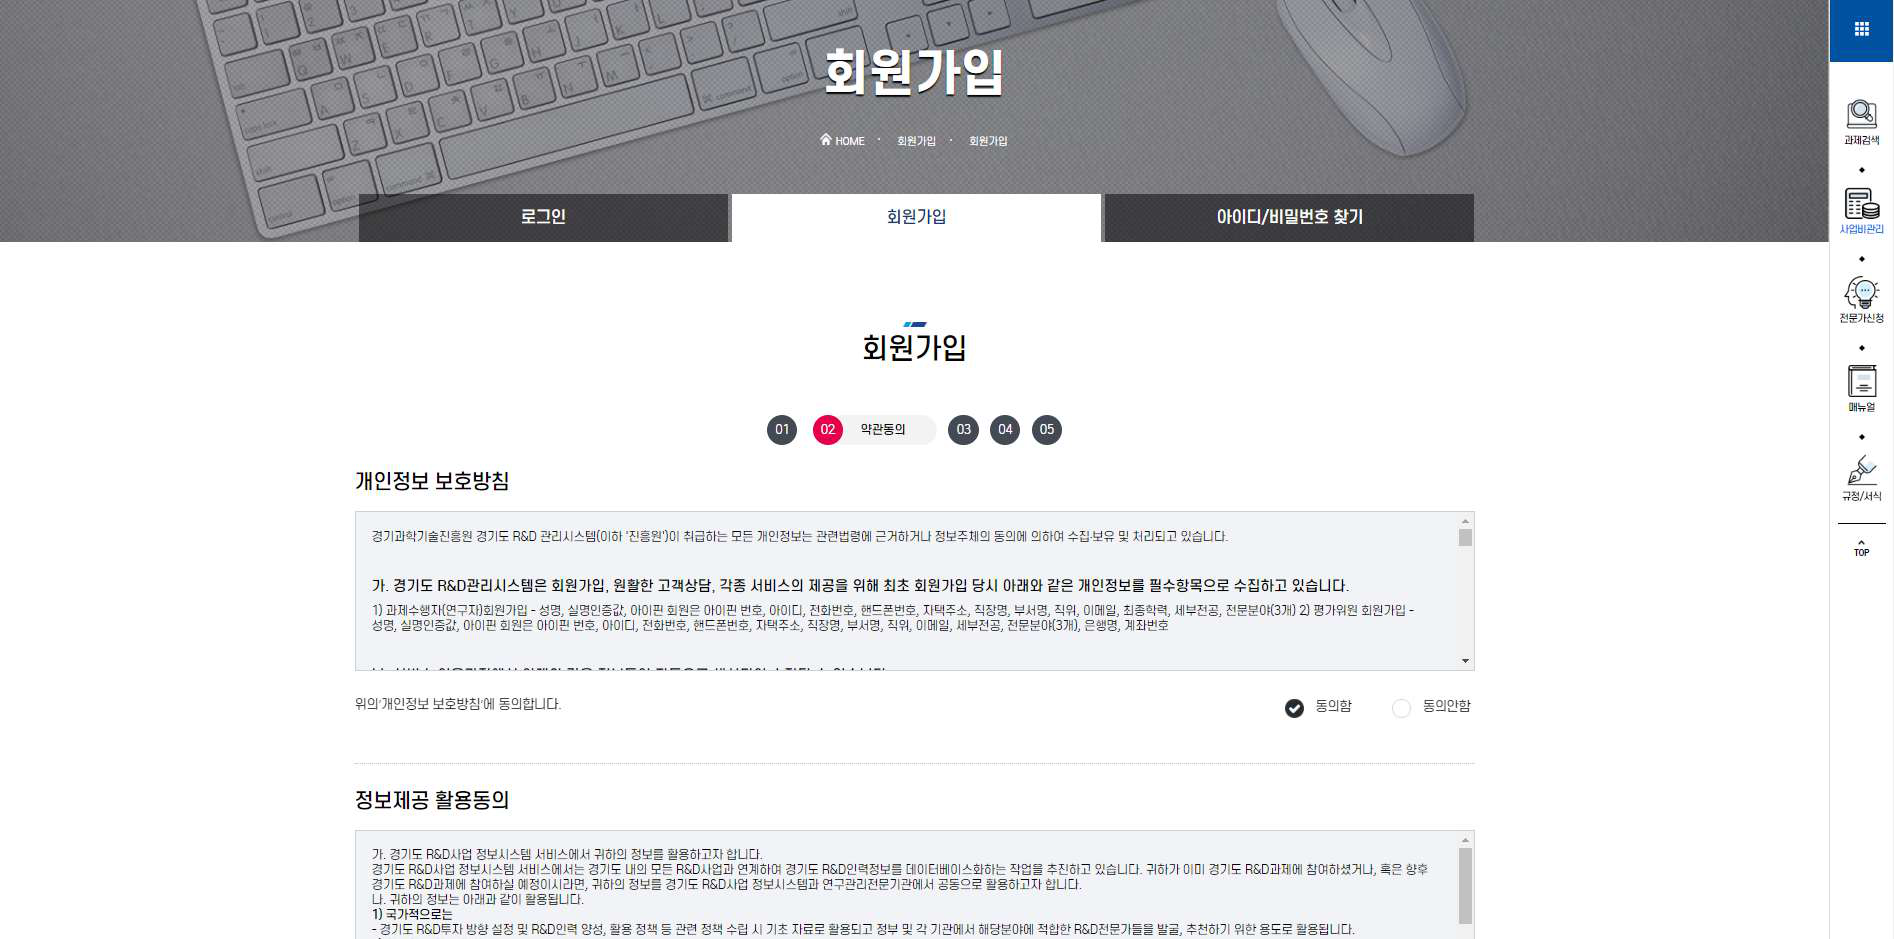 회원가입
HOME · 회원가입 · 회원가입
로그인
회원가입
아이디/비밀번호 찾기
회원가입
01
02 약관동의
03
04
05
개인정보 보호방침
경기과학기술진흥원 경기도 R&D 관리시스템(이하 '진흥원')이 취급하는 모든 개인정보는 관련법령에 근거하거나 정보주체의 동의에 의하여 수집·보유 및 처리되고 있습니다.
가. 경기도 R&D관리시스템은 회원가입, 원활한 고객상담, 각종 서비스의 제공을 위해 최초 회원가입 당시 아래와 같은 개인정보를 필수항목으로 수집하고 있습니다.
1) 과제수행자(연구자)회원가입 - 성명, 실명인증값, 아이핀 회원은 아이핀 번호, 아이디, 전화번호, 핸드폰번호, 자택주소, 직장명, 부서명, 직위, 이메일, 최종학력, 세부전공, 전문분야(3개) 2) 평가위원 회원가입 -
성명, 실명인증값, 아이핀 회원은 아이핀 번호, 아이디, 전화번호, 핸드폰번호, 자택주소, 직장명, 부서명, 직위, 이메일, 세부전공, 전문분야(3개), 은행명, 계좌번호
위의'개인정보 보호방침'에 동의합니다.
동의함
동의안함
정보제공 활용동의
가. 경기도 R&D사업 정보시스템 서비스에서 귀하의 정보를 활용하고자 합니다.
경기도 R&D사업 정보시스템 서비스에서는 경기도 내의 모든 R&D사업과 연계하여 경기도 R&D인력정보를 데이터베이스화하는 작업을 추진하고 있습니다. 귀하가 이미 경기도 R&D과제에 참여하셨거나, 혹은 향후
경기도 R&D과제에 참여하실 예정이시라면, 귀하의 정보를 경기도 R&D사업 정보시스템과 연구관리전문기관에서 공동으로 활용하고자 합니다.
나. 귀하의 정보는 아래과 같이 활용됩니다.
1) 국가적으로는
- 경기도 R&D투자 방향 설정 및 R&D인력 양성, 활용 정책 등 관련 정책 수립 시 기초 자료로 활용되고 정부 및 각 기관에서 해당분야에 적합한 R&D전문가들을 발굴, 추천하기 위한 용도로 활용됩니다.
과제검색
사업비관리
전문가신청
매뉴얼
규정/서식
TOP